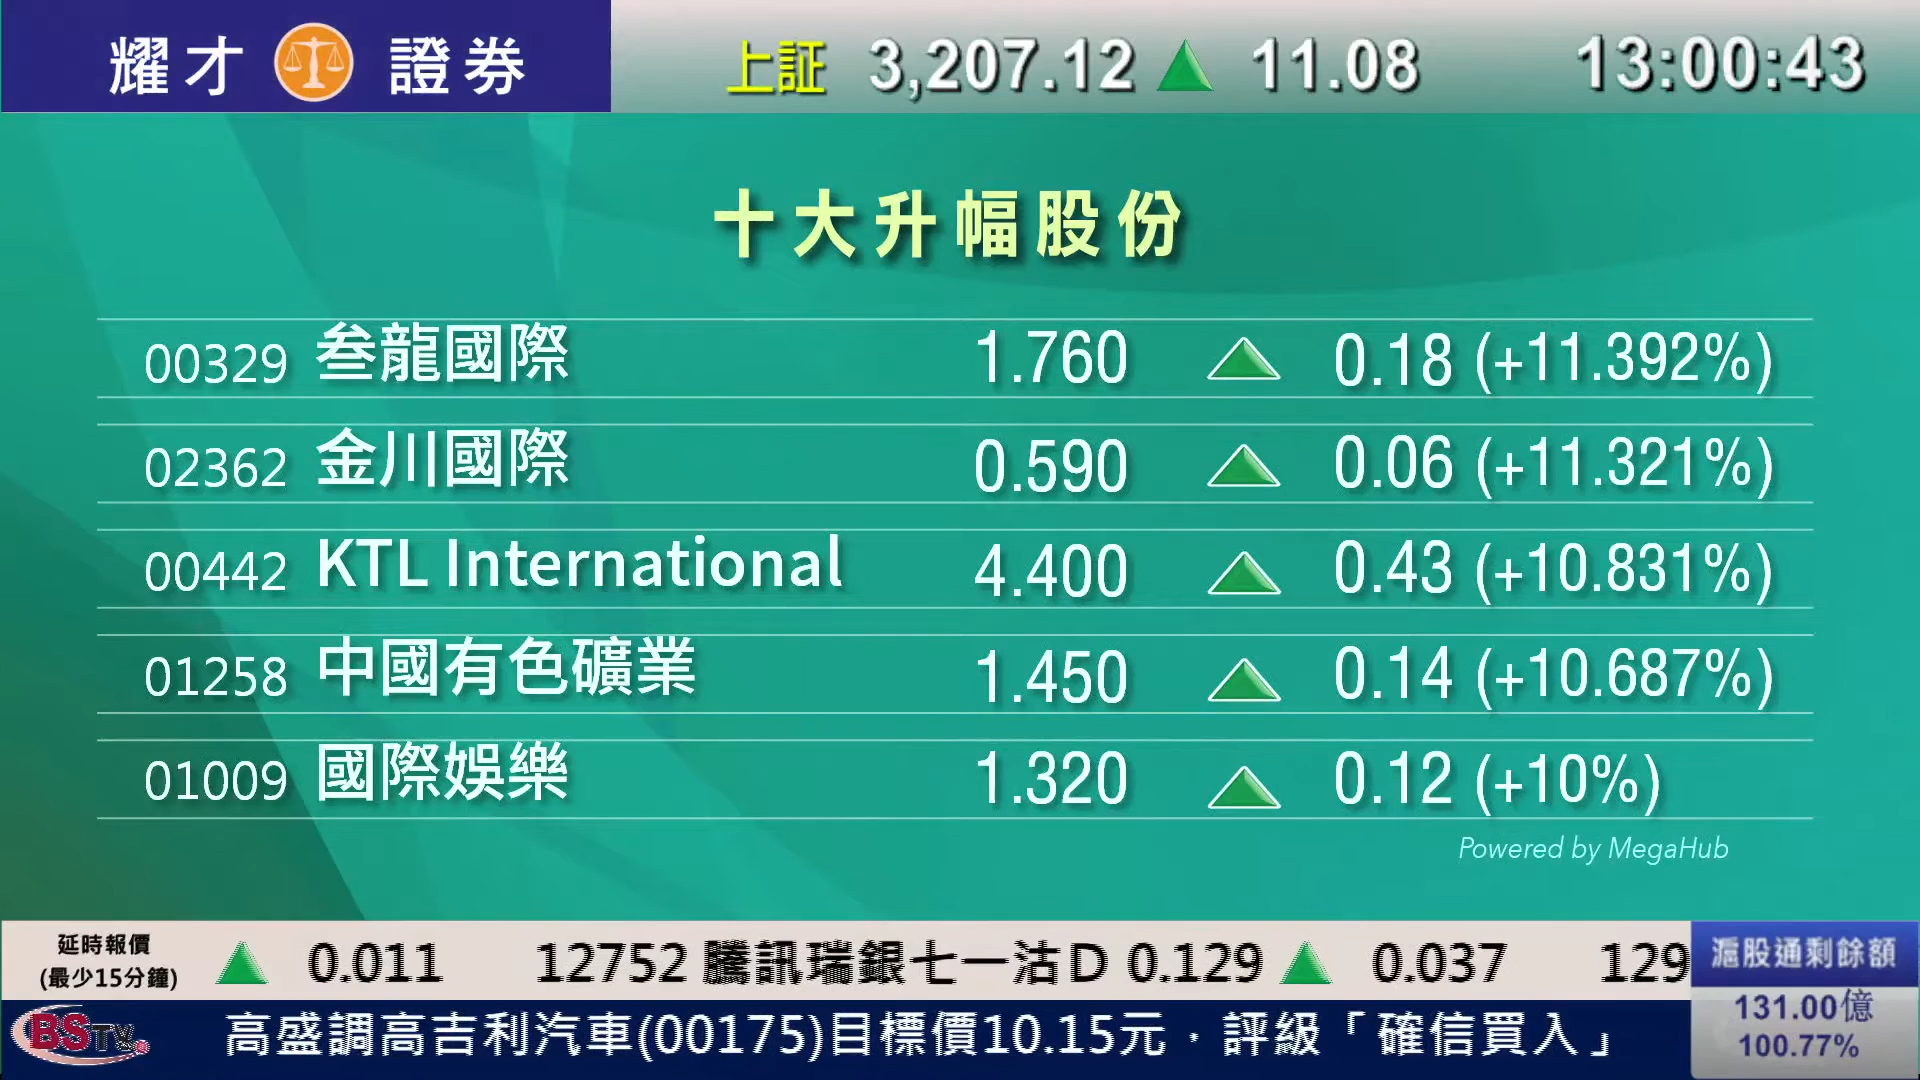 耀才 證券 上証 3,207.12 ▲ 11.08 13:00:43
十大升幅股份
00329 叁龍國際 1.760 ▲ 0.18 (+11.392%)
02362 金川國際 0.590 ▲ 0.06 (+11.321%)
00442 KTL International 4.400 ▲ 0.43 (+10.831%)
01258 中國有色礦業 1.450 ▲ 0.14 (+10.687%)
01009 國際娛樂 1.320 ▲ 0.12 (+10%)
Powered by MegaHub
延時報價
(最少15分鐘)
▲ 0.011 12752 騰訊瑞銀七一沽D 0.129 ▲ 0.037 129
滬股通剩餘額
131.00億
100.77%
BSTV
高盛調高吉利汽車(00175)目標價10.15元．評級「確信買入」